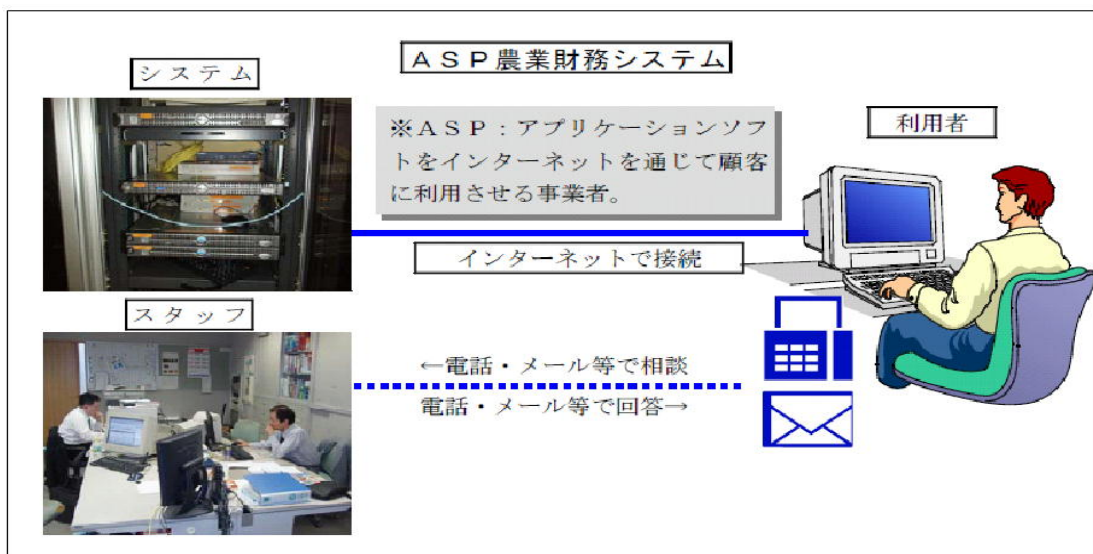 ASP農業財務システム
システム
※ASP：アプリケーションソフ
トをインターネットを通じて顧客
に利用させる事業者。
利用者
インターネットで接続
スタッフ
←電話・メール等で相談
電話・メール等で回答→